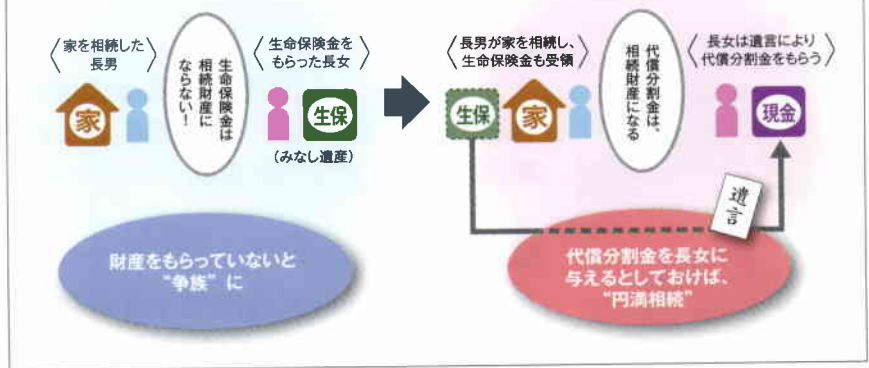 家を相続した
長男
生命保険金は
相続財産に
ならない！
生命保険金を
もらった長女
家
生保
(みなし遺産)
財産をもらっていないと
“争族”に
長男が家を相続し、
生命保険金も受領
代償分割金は、
相続財産になる
長女は遺言により
代償分割金をもらう
生保
家
現金
遺言
代償分割金を長女に
与えるとしておけば、
“円満相続”